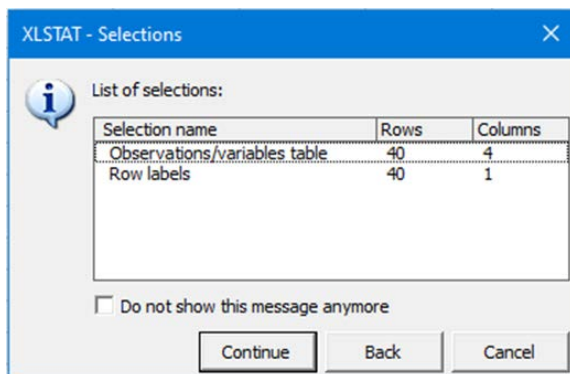 XLSTAT - Selections
List of selections:
Selection name Rows Columns
Observations/variables table 40 4
Row labels 40 1
Do not show this message anymore
Continue Back Cancel